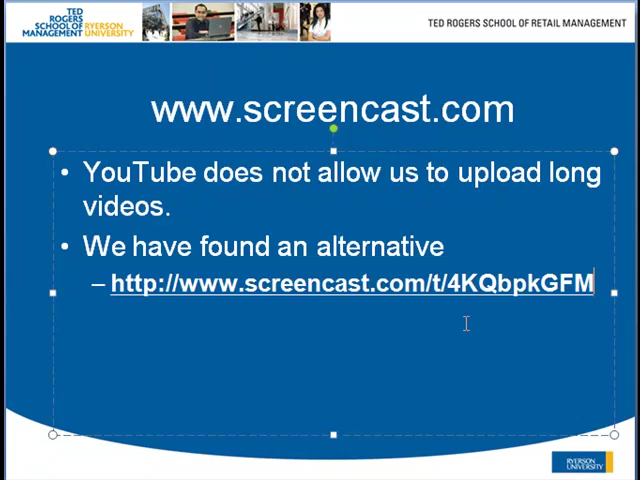 TED
ROGERS
SCHOOL OF RYERSON
MANAGEMENT UNIVERSITY
TED ROGERS SCHOOL OF RETAIL MANAGEMENT
www.screencast.com
• YouTube does not allow us to upload long
videos.
• We have found an alternative
– http://www.screencast.com/t/4KQbpkGFM
RYERSON
UNIVERSITY